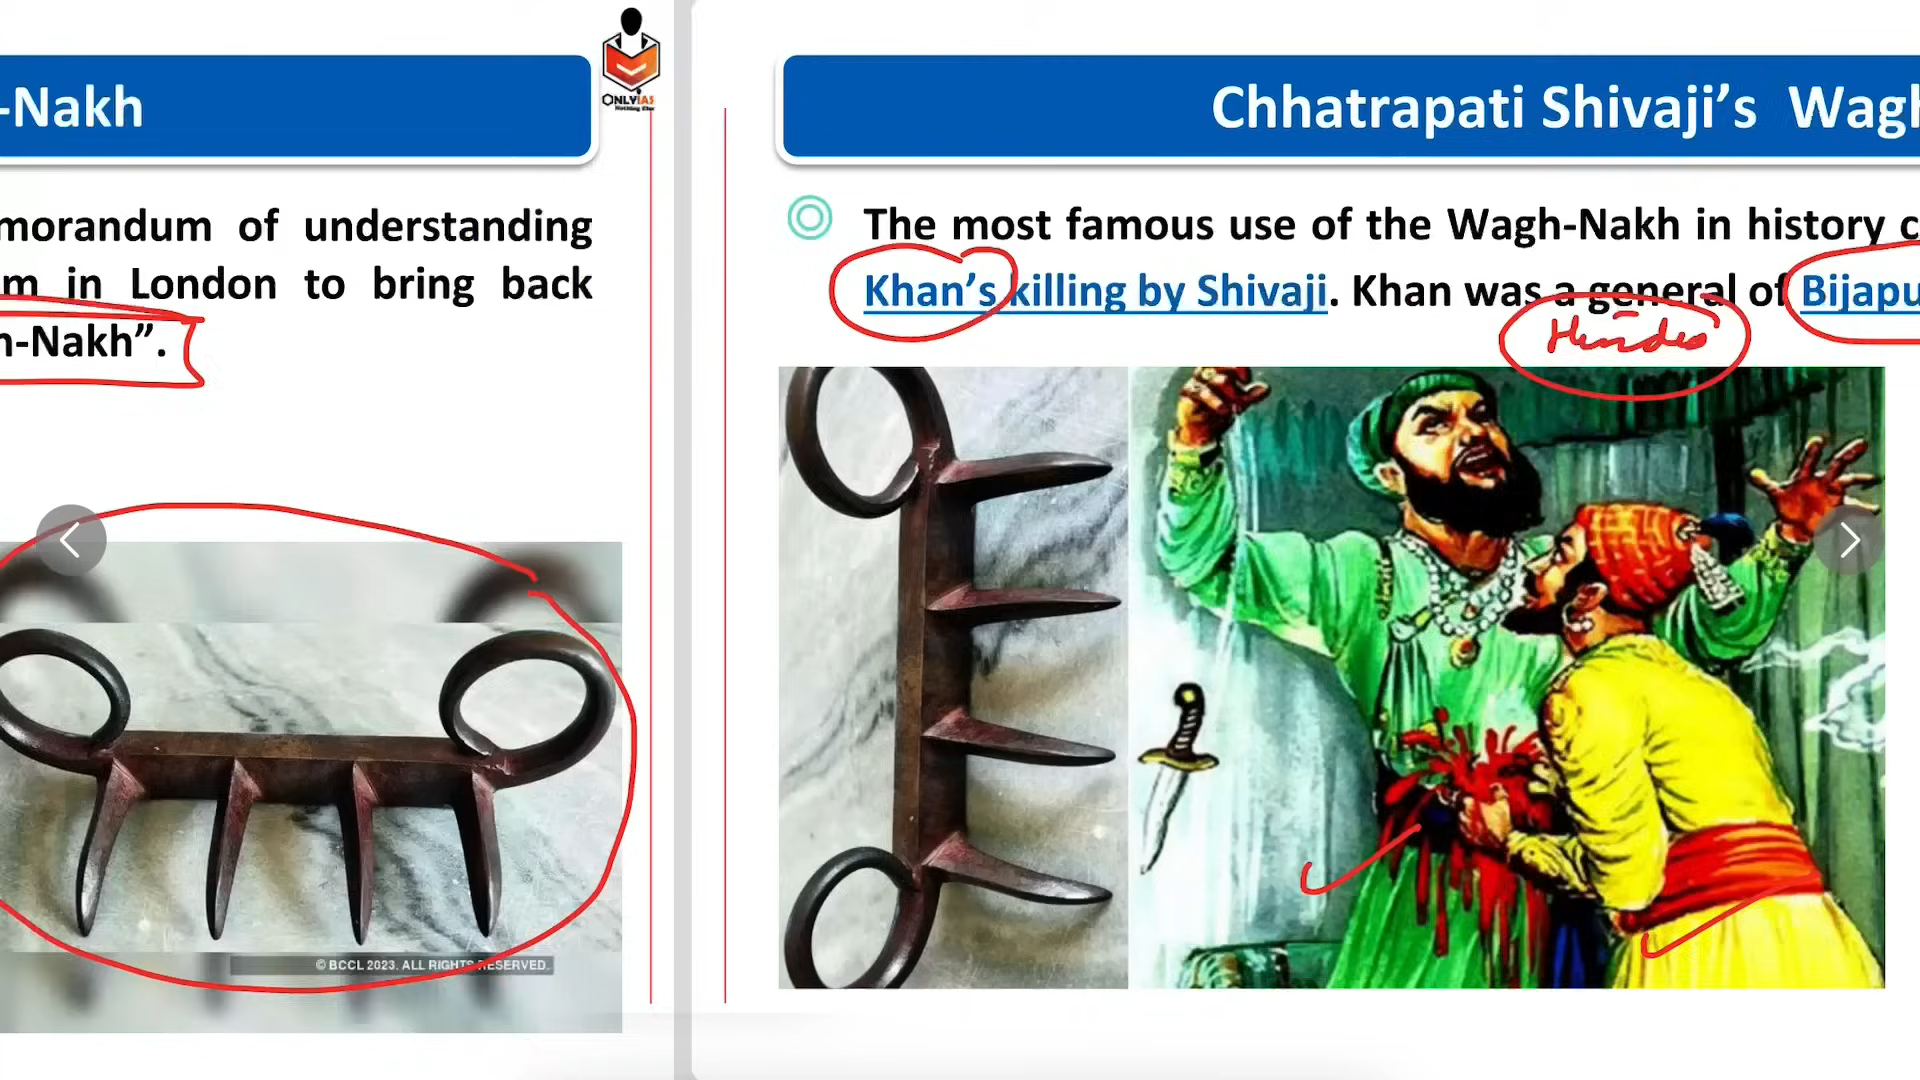 -Nakh
ONLYIAS
Nothing Else
morandum of understanding
m in London to bring back
h-Nakh”.
© BCCL 2023. ALL RIGHTS RESERVED.
Chhatrapati Shivaji’s Wagh
The most famous use of the Wagh-Nakh in history c
Khan’s killing by Shivaji. Khan was a general of Bijapu